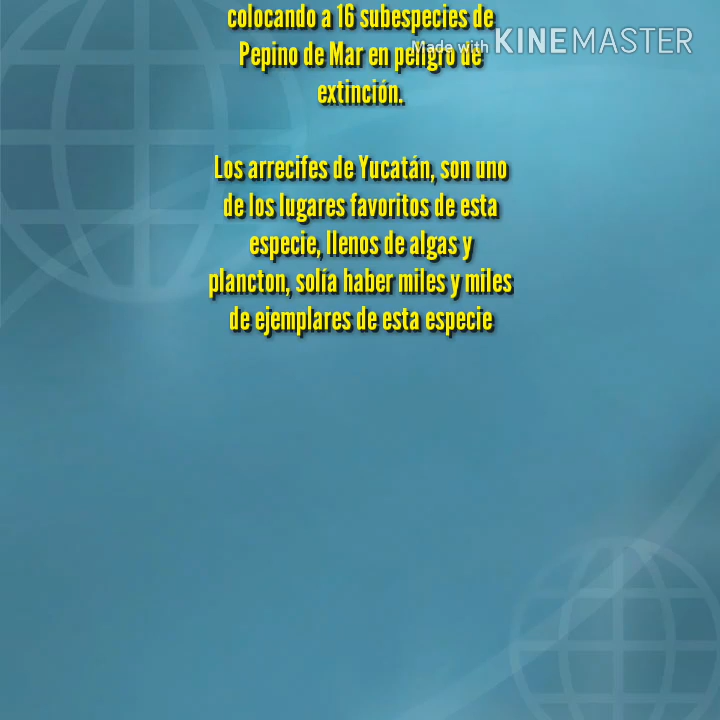 colocando a 16 subespecies de
Made with KINEMASTER
Pepino de Mar en peligro de
extinción.
Los arrecifes de Yucatán, son uno
de los lugares favoritos de esta
especie, llenos de algas y
plancton, solía haber miles y miles
de ejemplares de esta especie